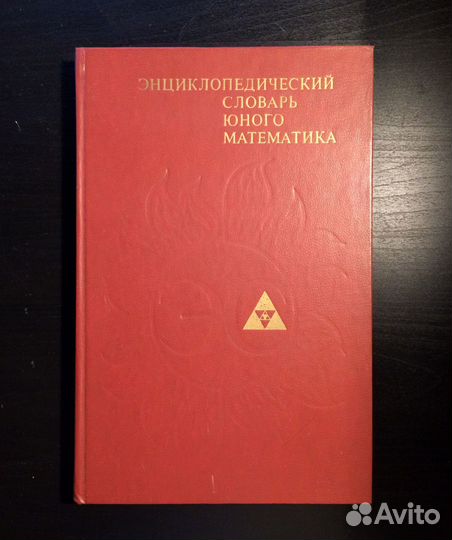 ЭНЦИКЛОПЕДИЧЕСКИЙ
СЛОВАРЬ
ЮНОГО
МАТЕМАТИКА
Avito